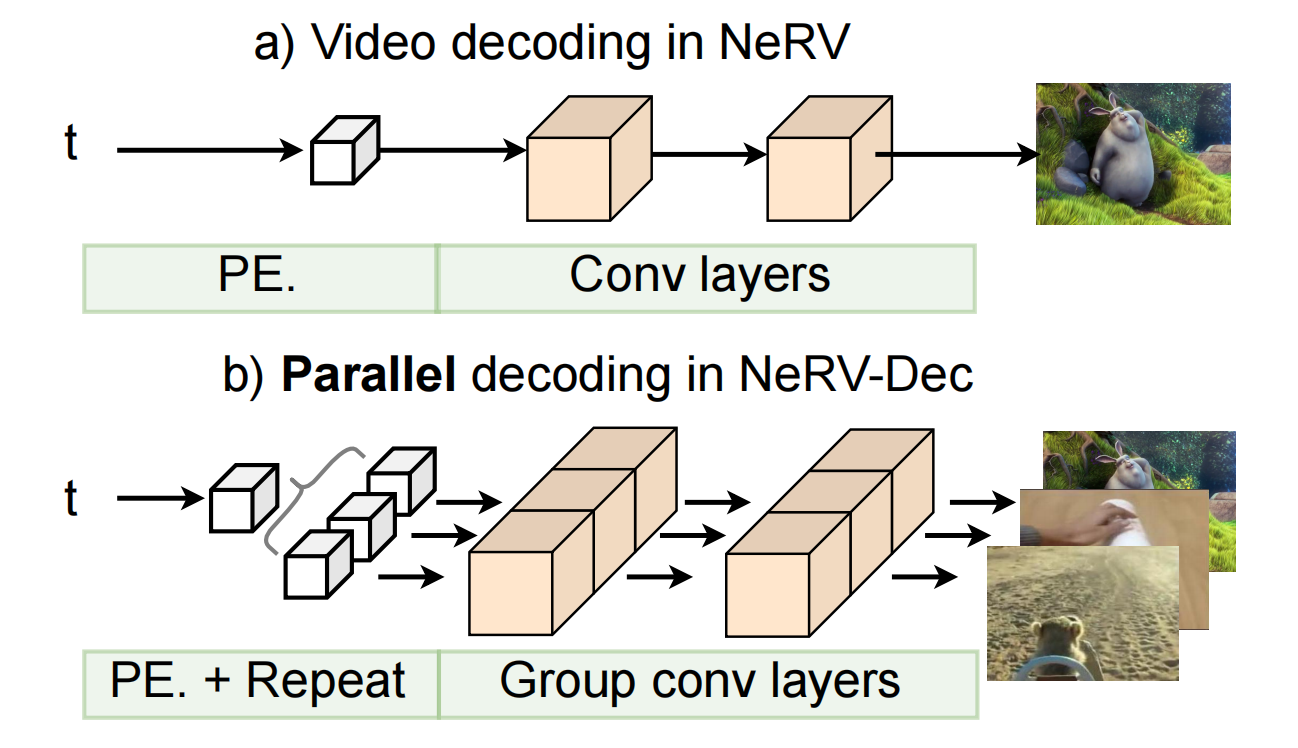 a) Video decoding in NeRV
t
PE.
Conv layers
b) Parallel decoding in NeRV-Dec
t
PE. + Repeat
Group conv layers